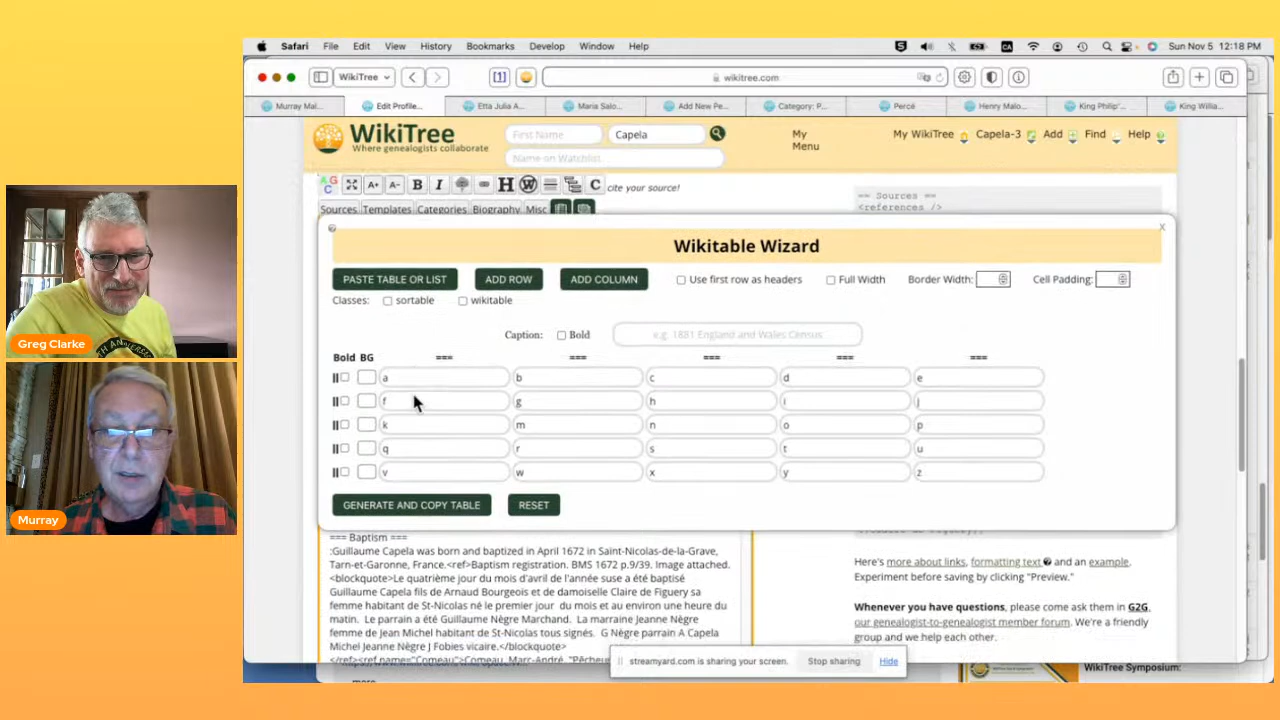 Safari File Edit View History Bookmarks Develop Window Help
Sun Nov 5 12:18 PM
WikiTree
[1]
wikitree.com
Murray Mal...
Edit Profile...
Etta Julia A...
Maria Salo...
Add New Pe...
Category: P...
Percé
Henry Malo...
King Philip'...
King Willia...
WikiTree
Where genealogists collaborate
First Name
Capela
Name on Watchlist
My Menu
My WikiTree Capela-3 Add Find Help
A+ A- B I H W C cite your source!
Sources Templates Categories Biography Misc
== Sources ==
<references />
Wikitable Wizard
x
PASTE TABLE OR LIST ADD ROW ADD COLUMN Use first row as headers Full Width Border Width: Cell Padding:
Classes: sortable wikitable
Caption: Bold e.g. 1881 England and Wales Census
Bold BG === === === === ===
a b c d e
f g h i j
k m n o p
q r s t u
v w x y z
GENERATE AND COPY TABLE RESET
=== Baptism ===
:Guillaume Capela was born and baptized in April 1672 in Saint-Nicolas-de-la-Grave,
Tarn-et-Garonne, France.<ref>Baptism registration. BMS 1672 p.9/39. Image attached.
<blockquote>Le quatrième jour du mois d'avril de l'année suse a été baptisé
Guillaume Capela fils de Arnaud Bourgeois et de damoiselle Claire de Figuery sa
femme habitant de St-Nicolas né le premier jour du mois et au environ une heure du
matin. Le parrain a été Guillaume Nègre Marchand. La marraine Jeanne Nègre
femme de Jean Michel habitant de St-Nicolas tous signés. G Nègre parrain A Capela
Michel Jeanne Nègre J Fobies vicaire.</blockquote>
</ref><ref name="Comeau">Comeau, Marc-André. "Pêcheur
more
Here's more about links, formatting text and an example.
Experiment before saving by clicking "Preview."
Whenever you have questions, please come ask them in G2G,
our genealogist-to-genealogist member forum. We're a friendly
group and we help each other.
WikiTree Symposium:
streamyard.com is sharing your screen. Stop sharing Hide
Greg Clarke
Murray